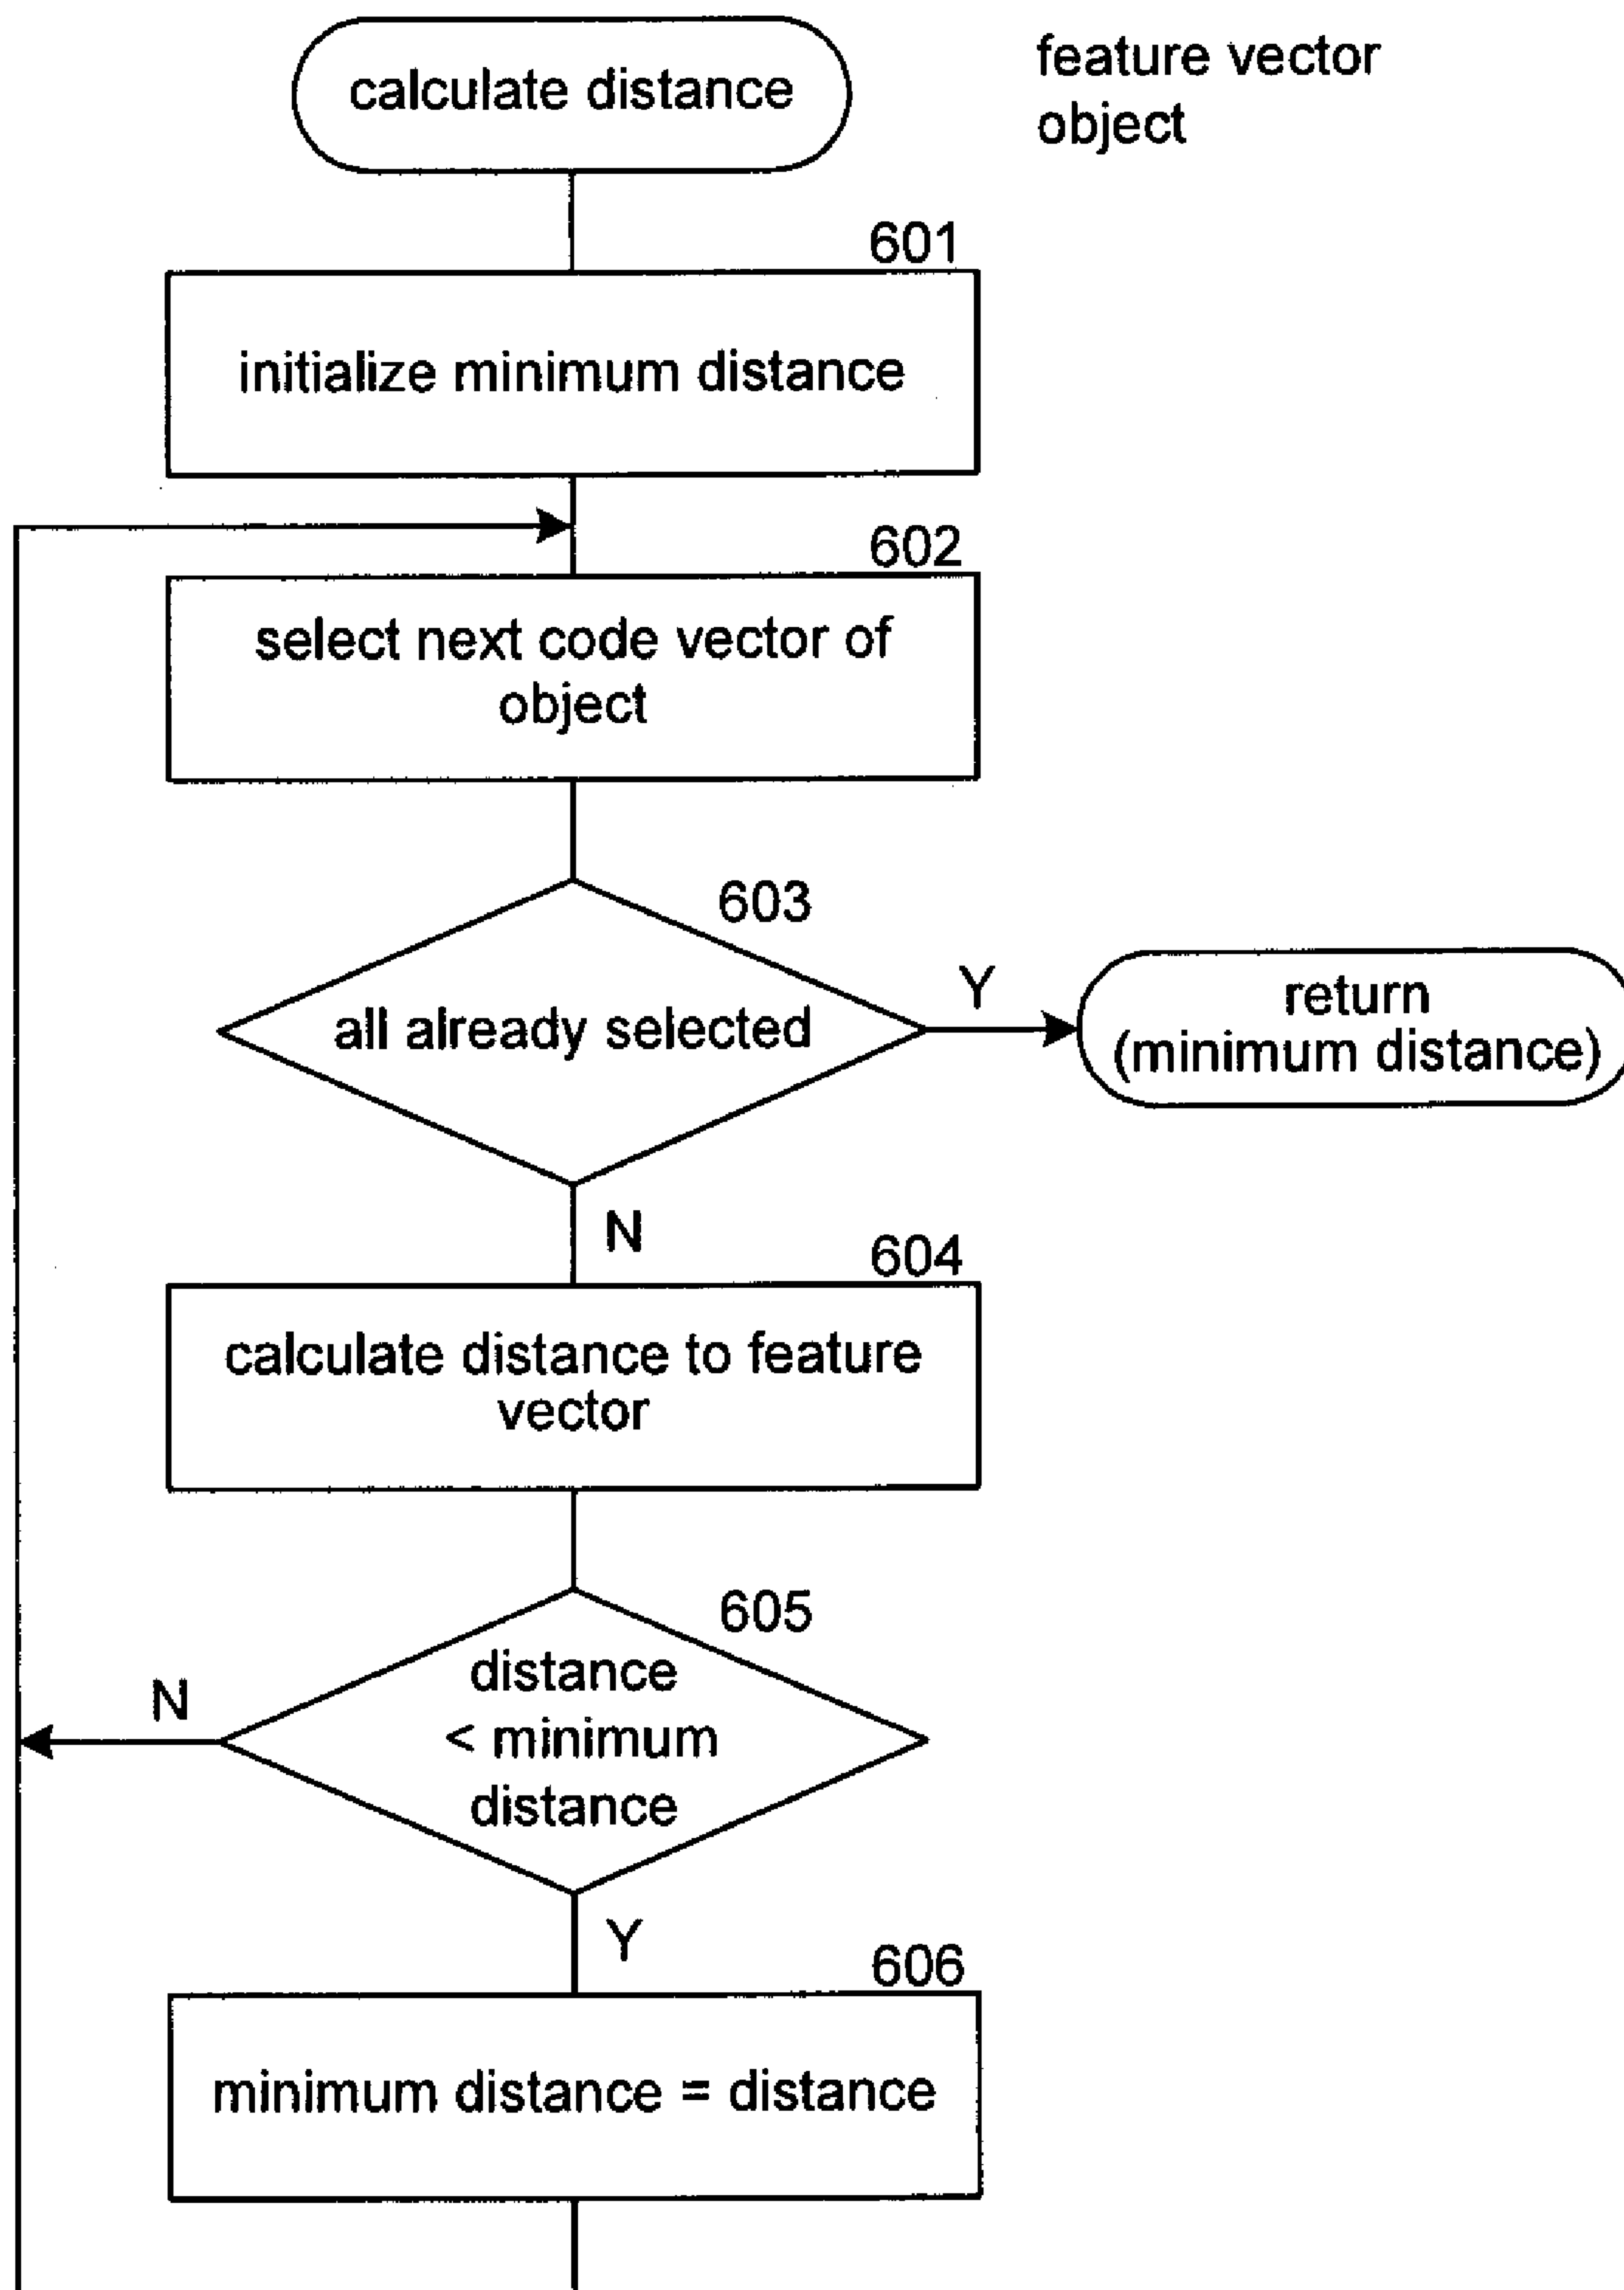 calculate distance
feature vector
object
601
initialize minimum distance
602
select next code vector of
object
603
all already selected
Y
return
(minimum distance)
N
604
calculate distance to feature
vector
605
distance
< minimum
distance
N
Y
606
minimum distance = distance